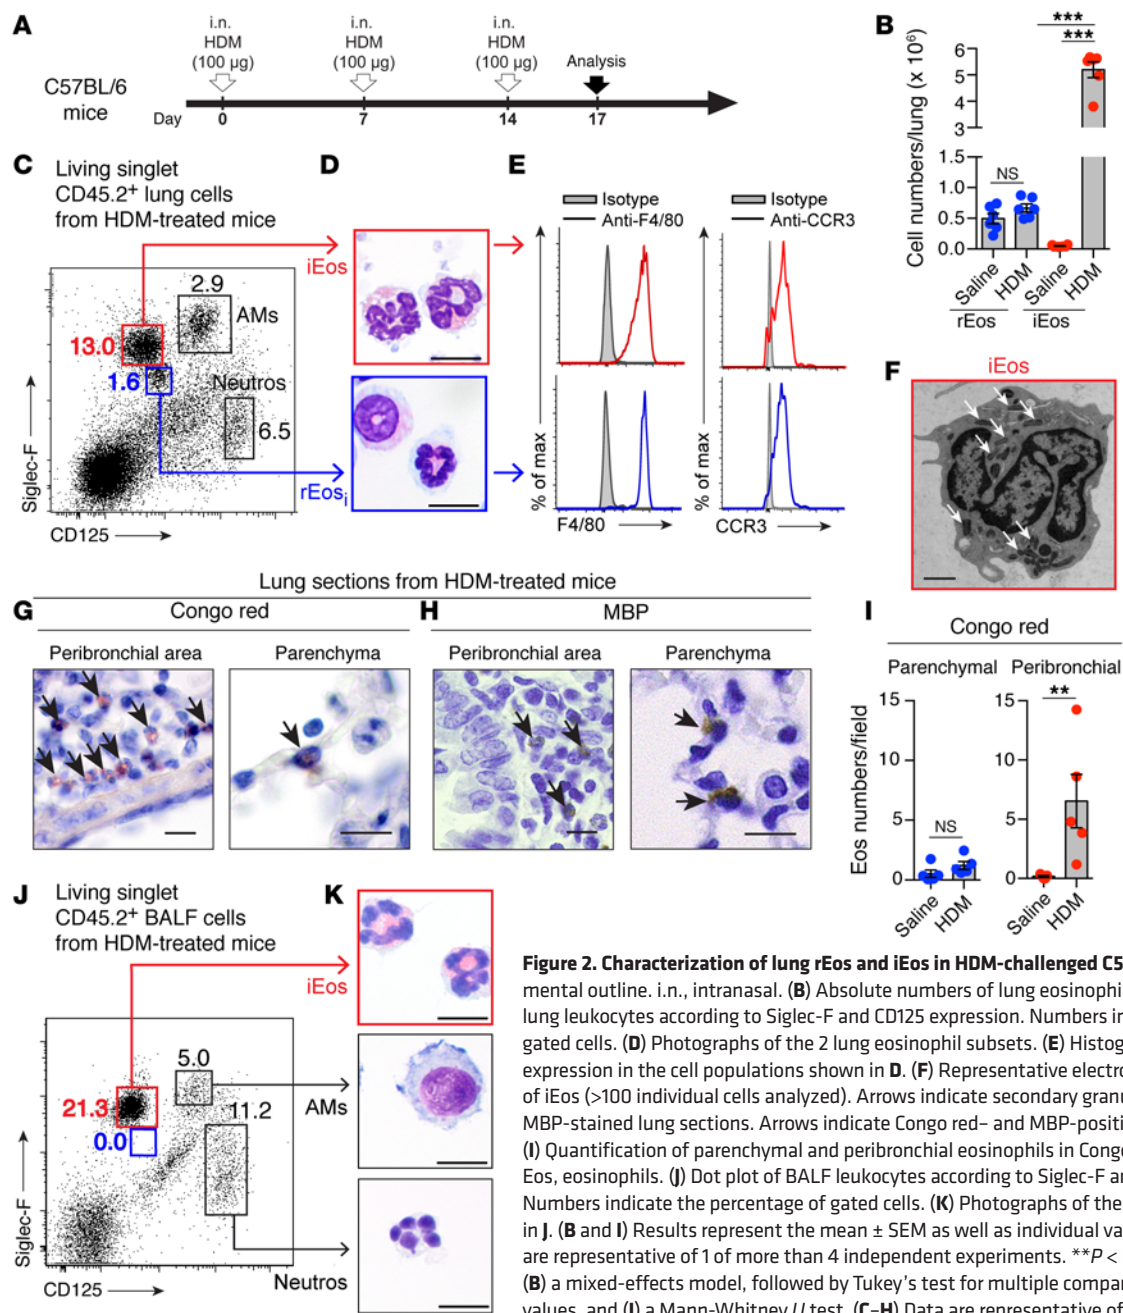 A
i.n.
HDM
(100 µg)
i.n.
HDM
(100 µg)
i.n.
HDM
(100 µg)
Analysis
C57BL/6
mice
Day
0
7
14
17
B
Cell numbers/lung (x 10⁶)
6
5
4
3
1.5
1.0
0.5
0.0
NS
***
***
Saline
HDM
Saline
HDM
rEos
iEos
C
Living singlet
CD45.2⁺ lung cells
from HDM-treated mice
2.9
AMs
13.0
1.6
Neutros
6.5
Siglec-F
CD125
D
iEos
rEosᵢ
E
Isotype
Anti-F4/80
Isotype
Anti-CCR3
% of max
% of max
F4/80
CCR3
F
iEos
Lung sections from HDM-treated mice
G
Congo red
Peribronchial area
Parenchyma
H
MBP
Peribronchial area
Parenchyma
I
Congo red
Parenchymal
Peribronchial
Eos numbers/field
15
10
5
0
NS
Saline
HDM
15
10
5
0
**
Saline
HDM
J
Living singlet
CD45.2⁺ BALF cells
from HDM-treated mice
5.0
21.3
0.0
11.2
Siglec-F
CD125
K
iEos
AMs
Neutros
Figure 2. Characterization of lung rEos and iEos in HDM-challenged C5
mental outline. i.n., intranasal. (B) Absolute numbers of lung eosinophi
lung leukocytes according to Siglec-F and CD125 expression. Numbers in
gated cells. (D) Photographs of the 2 lung eosinophil subsets. (E) Histog
expression in the cell populations shown in D. (F) Representative electro
of iEos (>100 individual cells analyzed). Arrows indicate secondary granu
MBP-stained lung sections. Arrows indicate Congo red– and MBP-positi
(I) Quantification of parenchymal and peribronchial eosinophils in Congo
Eos, eosinophils. (J) Dot plot of BALF leukocytes according to Siglec-F an
Numbers indicate the percentage of gated cells. (K) Photographs of the
in J. (B and I) Results represent the mean ± SEM as well as individual va
are representative of 1 of more than 4 independent experiments. **P <
(B) a mixed-effects model, followed by Tukey's test for multiple compar
values, and (I) a Mann-Whitney U test. (C–H) Data are representative of